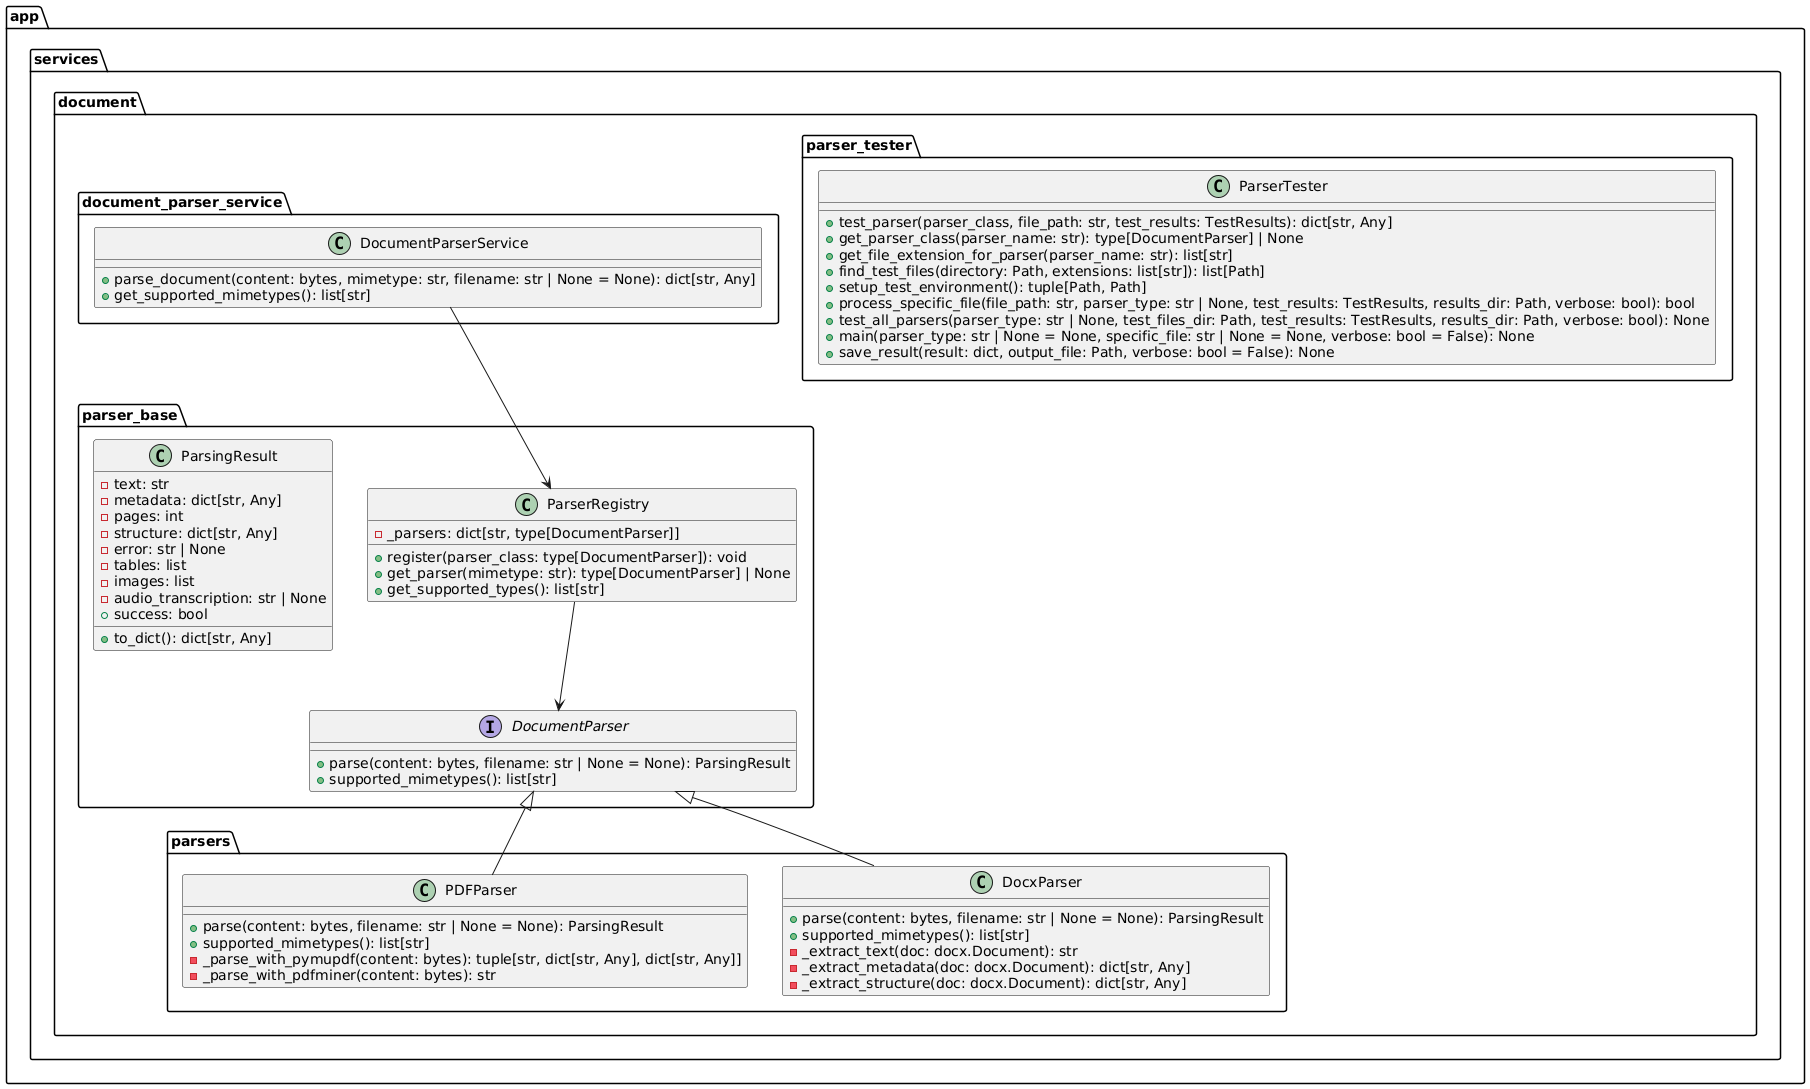 app
services
document
parser_tester
C ParserTester
test_parser(parser_class, file_path: str, test_results: TestResults): dict[str, Any]
get_parser_class(parser_name: str): type[DocumentParser] | None
get_file_extension_for_parser(parser_name: str): list[str]
find_test_files(directory: Path, extensions: list[str]): list[Path]
setup_test_environment(): tuple[Path, Path]
process_specific_file(file_path: str, parser_type: str | None, test_results: TestResults, results_dir: Path, verbose: bool): bool
test_all_parsers(parser_type: str | None, test_files_dir: Path, test_results: TestResults, results_dir: Path, verbose: bool): None
main(parser_type: str | None = None, specific_file: str | None = None, verbose: bool = False): None
save_result(result: dict, output_file: Path, verbose: bool = False): None
document_parser_service
C DocumentParserService
parse_document(content: bytes, mimetype: str, filename: str | None = None): dict[str, Any]
get_supported_mimetypes(): list[str]
parser_base
C ParsingResult
text: str
metadata: dict[str, Any]
pages: int
structure: dict[str, Any]
error: str | None
tables: list
images: list
audio_transcription: str | None
success: bool
to_dict(): dict[str, Any]
C ParserRegistry
_parsers: dict[str, type[DocumentParser]]
register(parser_class: type[DocumentParser]): void
get_parser(mimetype: str): type[DocumentParser] | None
get_supported_types(): list[str]
I DocumentParser
parse(content: bytes, filename: str | None = None): ParsingResult
supported_mimetypes(): list[str]
parsers
C PDFParser
parse(content: bytes, filename: str | None = None): ParsingResult
supported_mimetypes(): list[str]
_parse_with_pymupdf(content: bytes): tuple[str, dict[str, Any], dict[str, Any]]
_parse_with_pdfminer(content: bytes): str
C DocxParser
parse(content: bytes, filename: str | None = None): ParsingResult
supported_mimetypes(): list[str]
_extract_text(doc: docx.Document): str
_extract_metadata(doc: docx.Document): dict[str, Any]
_extract_structure(doc: docx.Document): dict[str, Any]